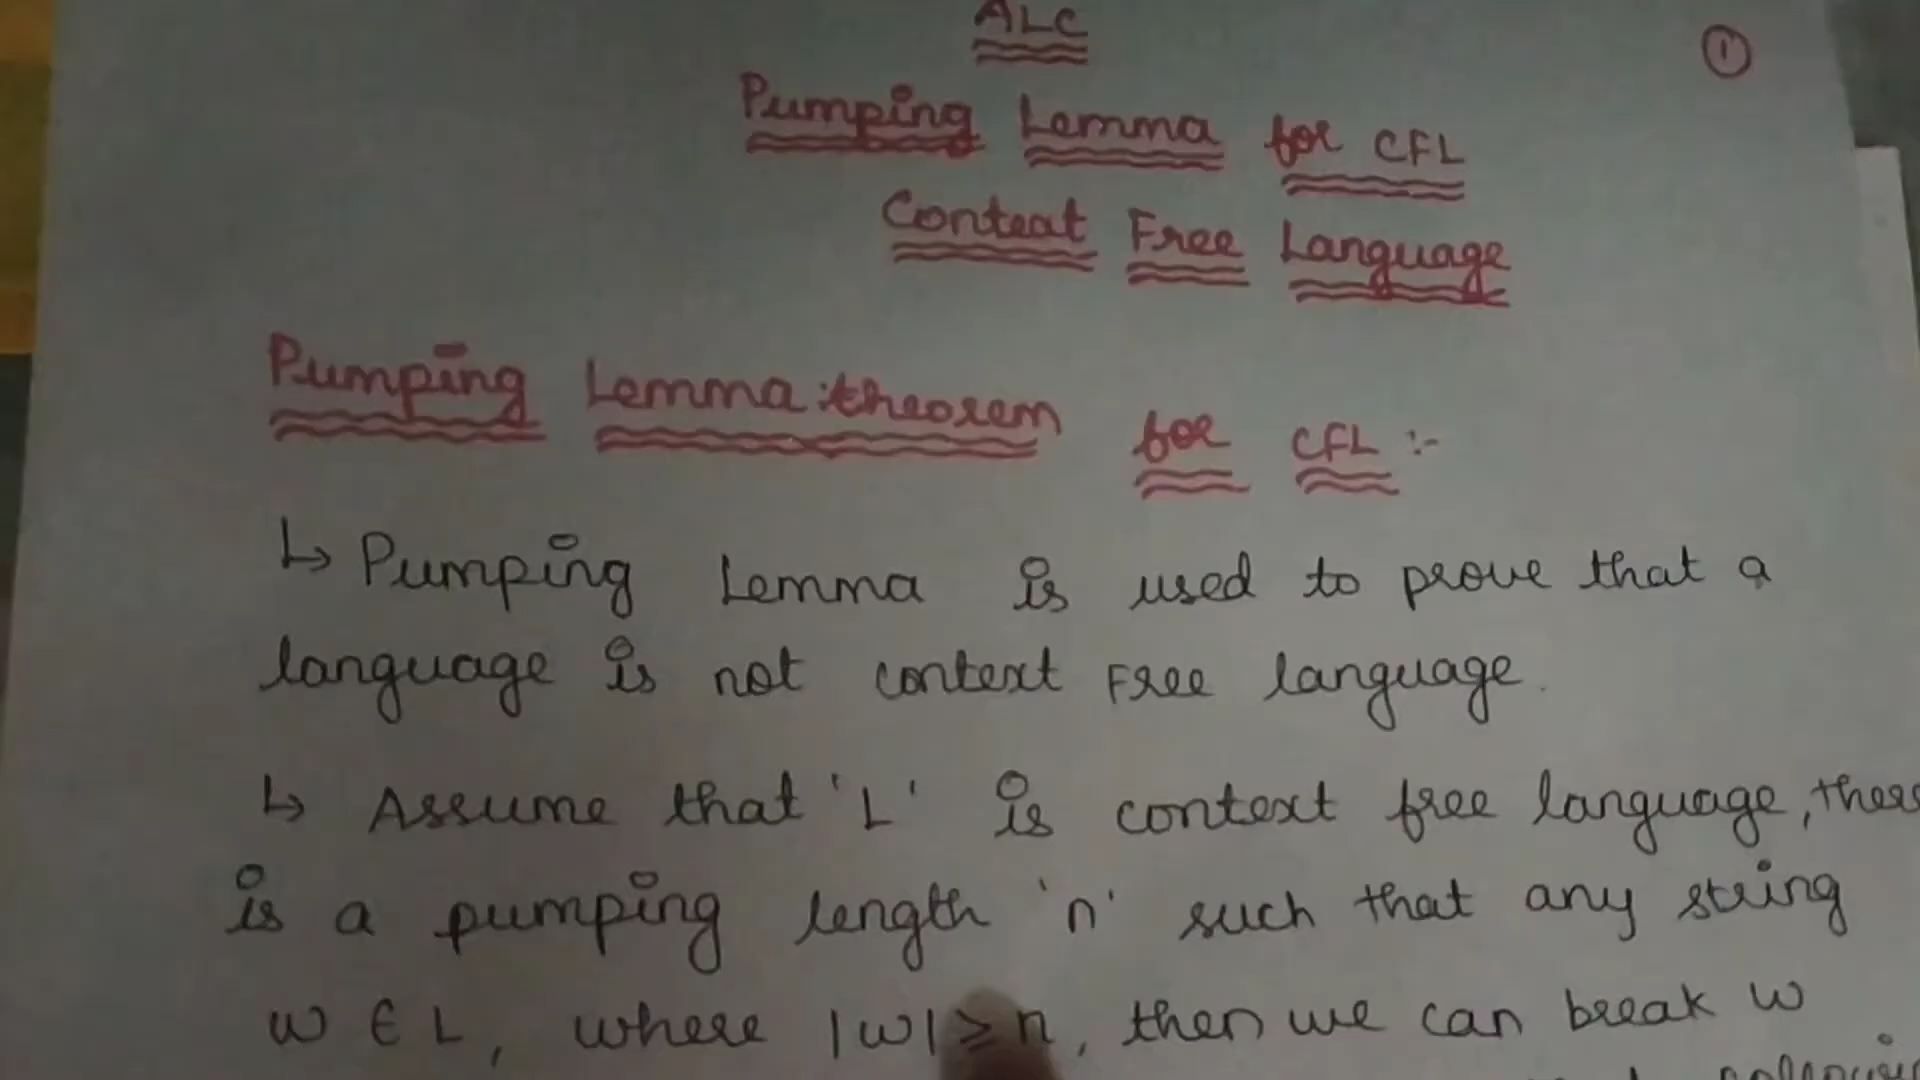 ALC
1
Pumping Lemma for CFL
Context Free Language
Pumping Lemma:theorem for CFL :-
↳ Pumping Lemma is used to prove that a
language is not context Free language.
↳ Assume that 'L' is context free language, there
is a pumping length 'n' such that any string
w ∈ L, where |w| ≥ n, then we can break w